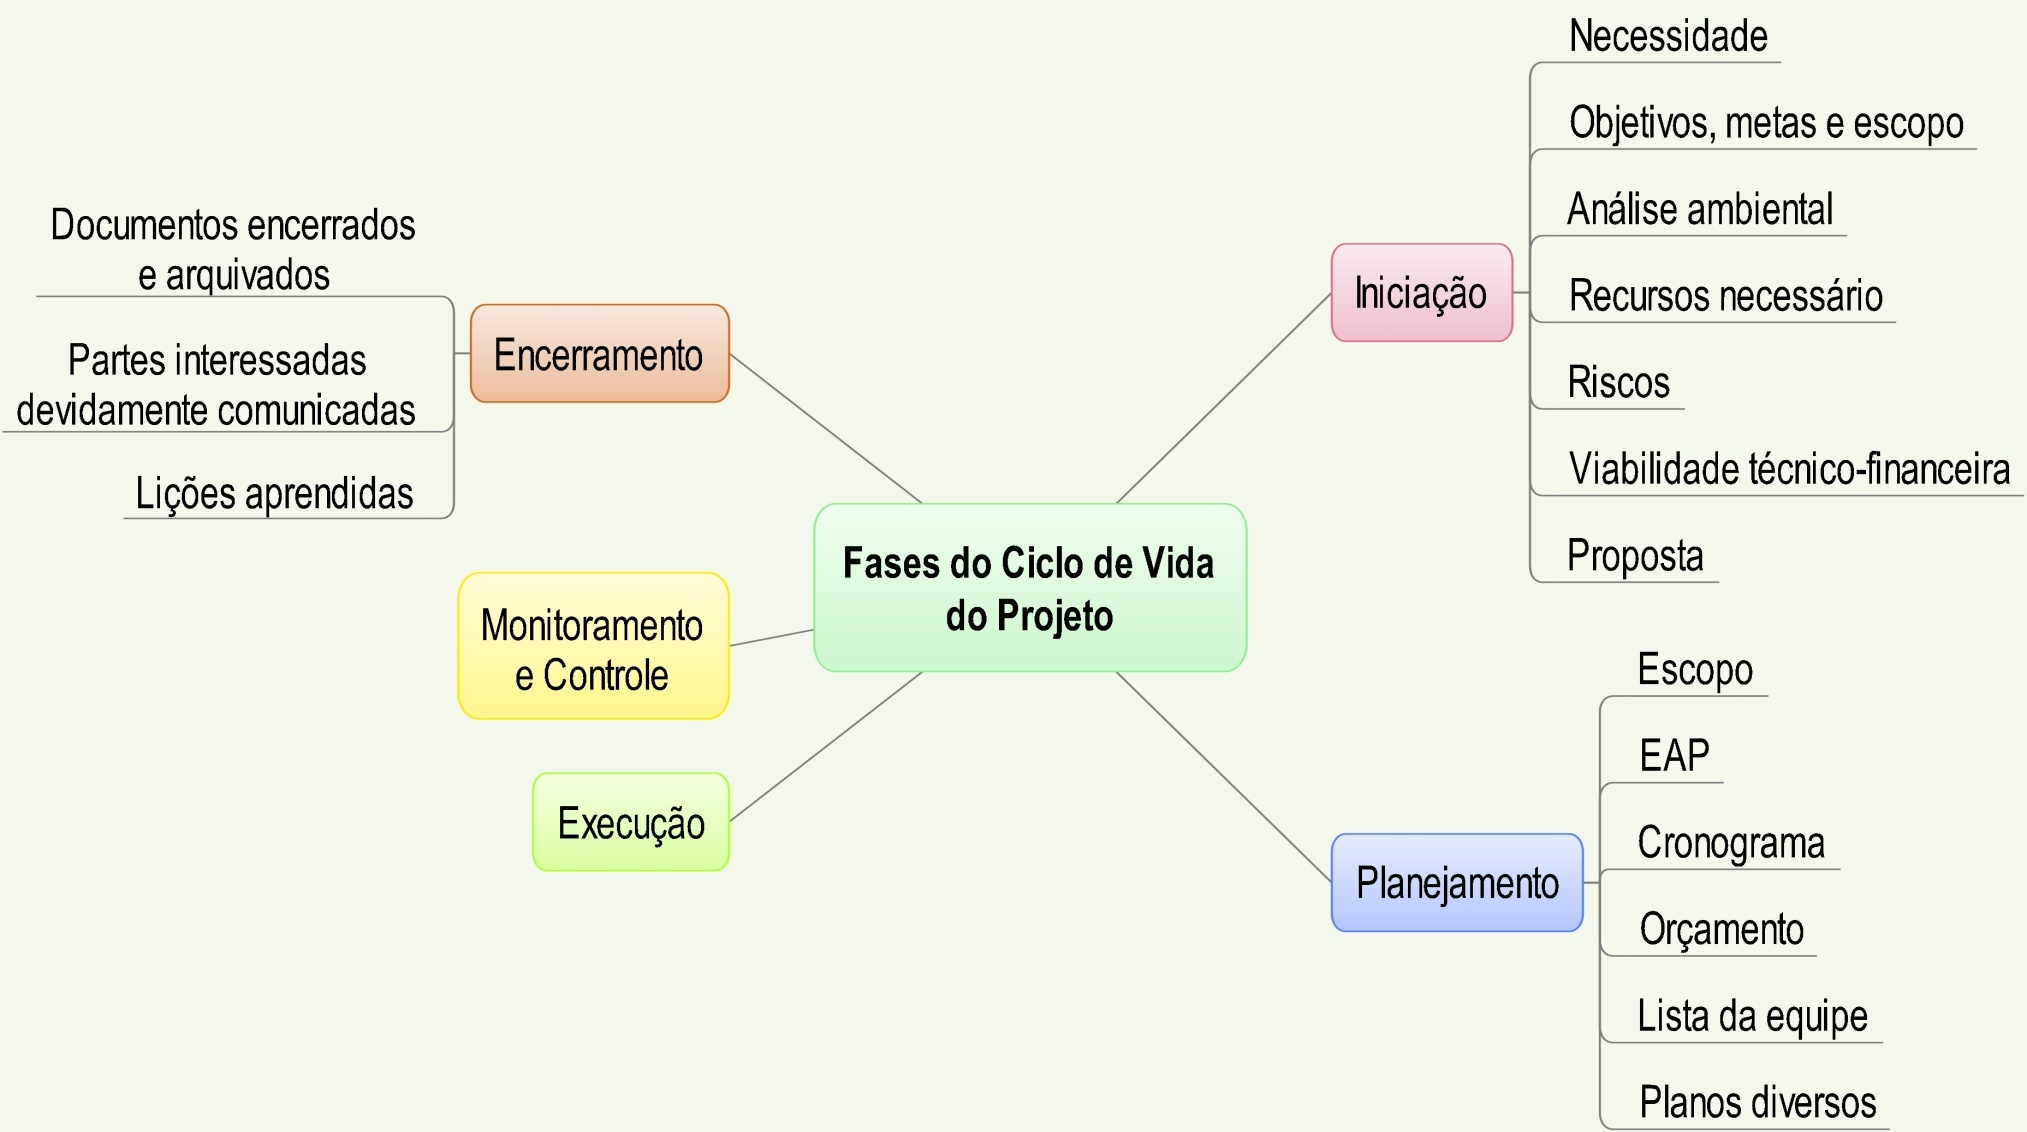 Fases do Ciclo de Vida
do Projeto
Iniciação
Necessidade
Objetivos, metas e escopo
Análise ambiental
Recursos necessário
Riscos
Viabilidade técnico-financeira
Proposta
Planejamento
Escopo
EAP
Cronograma
Orçamento
Lista da equipe
Planos diversos
Execução
Monitoramento
e Controle
Encerramento
Documentos encerrados
e arquivados
Partes interessadas
devidamente comunicadas
Lições aprendidas